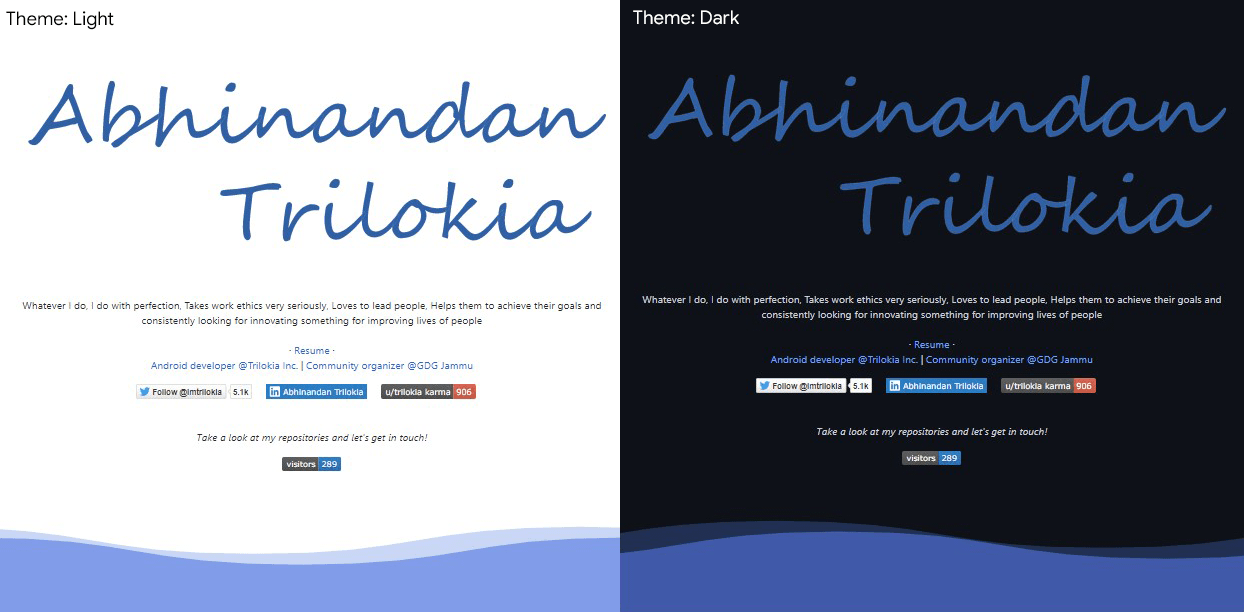 Theme: Light
Abhinandan
Trilokia
Whatever I do, I do with perfection, Takes work ethics very seriously, Loves to lead people, Helps them to achieve their goals and
consistently looking for innovating something for improving lives of people
· Resume ·
Android developer @Trilokia Inc. | Community organizer @GDG Jammu
Follow @imtrilokia 5.1k in Abhinandan Trilokia u/trilokia karma 906
Take a look at my repositories and let's get in touch!
visitors 289
Theme: Dark
Abhinandan
Trilokia
Whatever I do, I do with perfection, Takes work ethics very seriously, Loves to lead people, Helps them to achieve their goals and
consistently looking for innovating something for improving lives of people
· Resume ·
Android developer @Trilokia Inc. | Community organizer @GDG Jammu
Follow @imtrilokia 5.1k in Abhinandan Trilokia u/trilokia karma 906
Take a look at my repositories and let's get in touch!
visitors 289